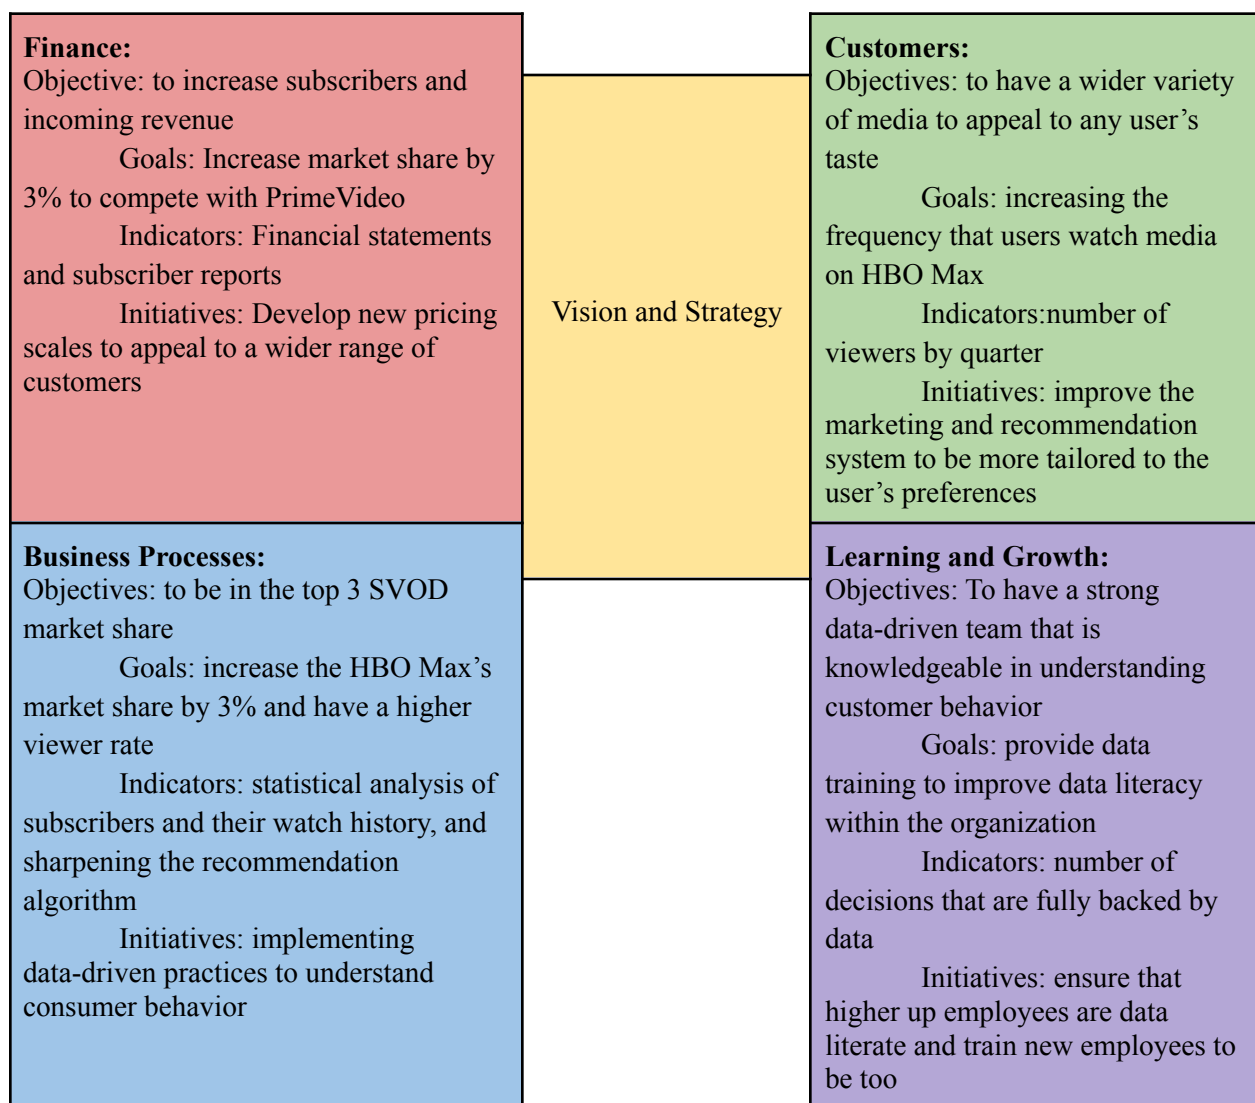 Finance:
Objective: to increase subscribers and
incoming revenue
Goals: Increase market share by
3% to compete with PrimeVideo
Indicators: Financial statements
and subscriber reports
Initiatives: Develop new pricing
scales to appeal to a wider range of
customers
Vision and Strategy
Customers:
Objectives: to have a wider variety
of media to appeal to any user’s
taste
Goals: increasing the
frequency that users watch media
on HBO Max
Indicators:number of
viewers by quarter
Initiatives: improve the
marketing and recommendation
system to be more tailored to the
user’s preferences
Business Processes:
Objectives: to be in the top 3 SVOD
market share
Goals: increase the HBO Max’s
market share by 3% and have a higher
viewer rate
Indicators: statistical analysis of
subscribers and their watch history, and
sharpening the recommendation
algorithm
Initiatives: implementing
data-driven practices to understand
consumer behavior
Learning and Growth:
Objectives: To have a strong
data-driven team that is
knowledgeable in understanding
customer behavior
Goals: provide data
training to improve data literacy
within the organization
Indicators: number of
decisions that are fully backed by
data
Initiatives: ensure that
higher up employees are data
literate and train new employees to
be too